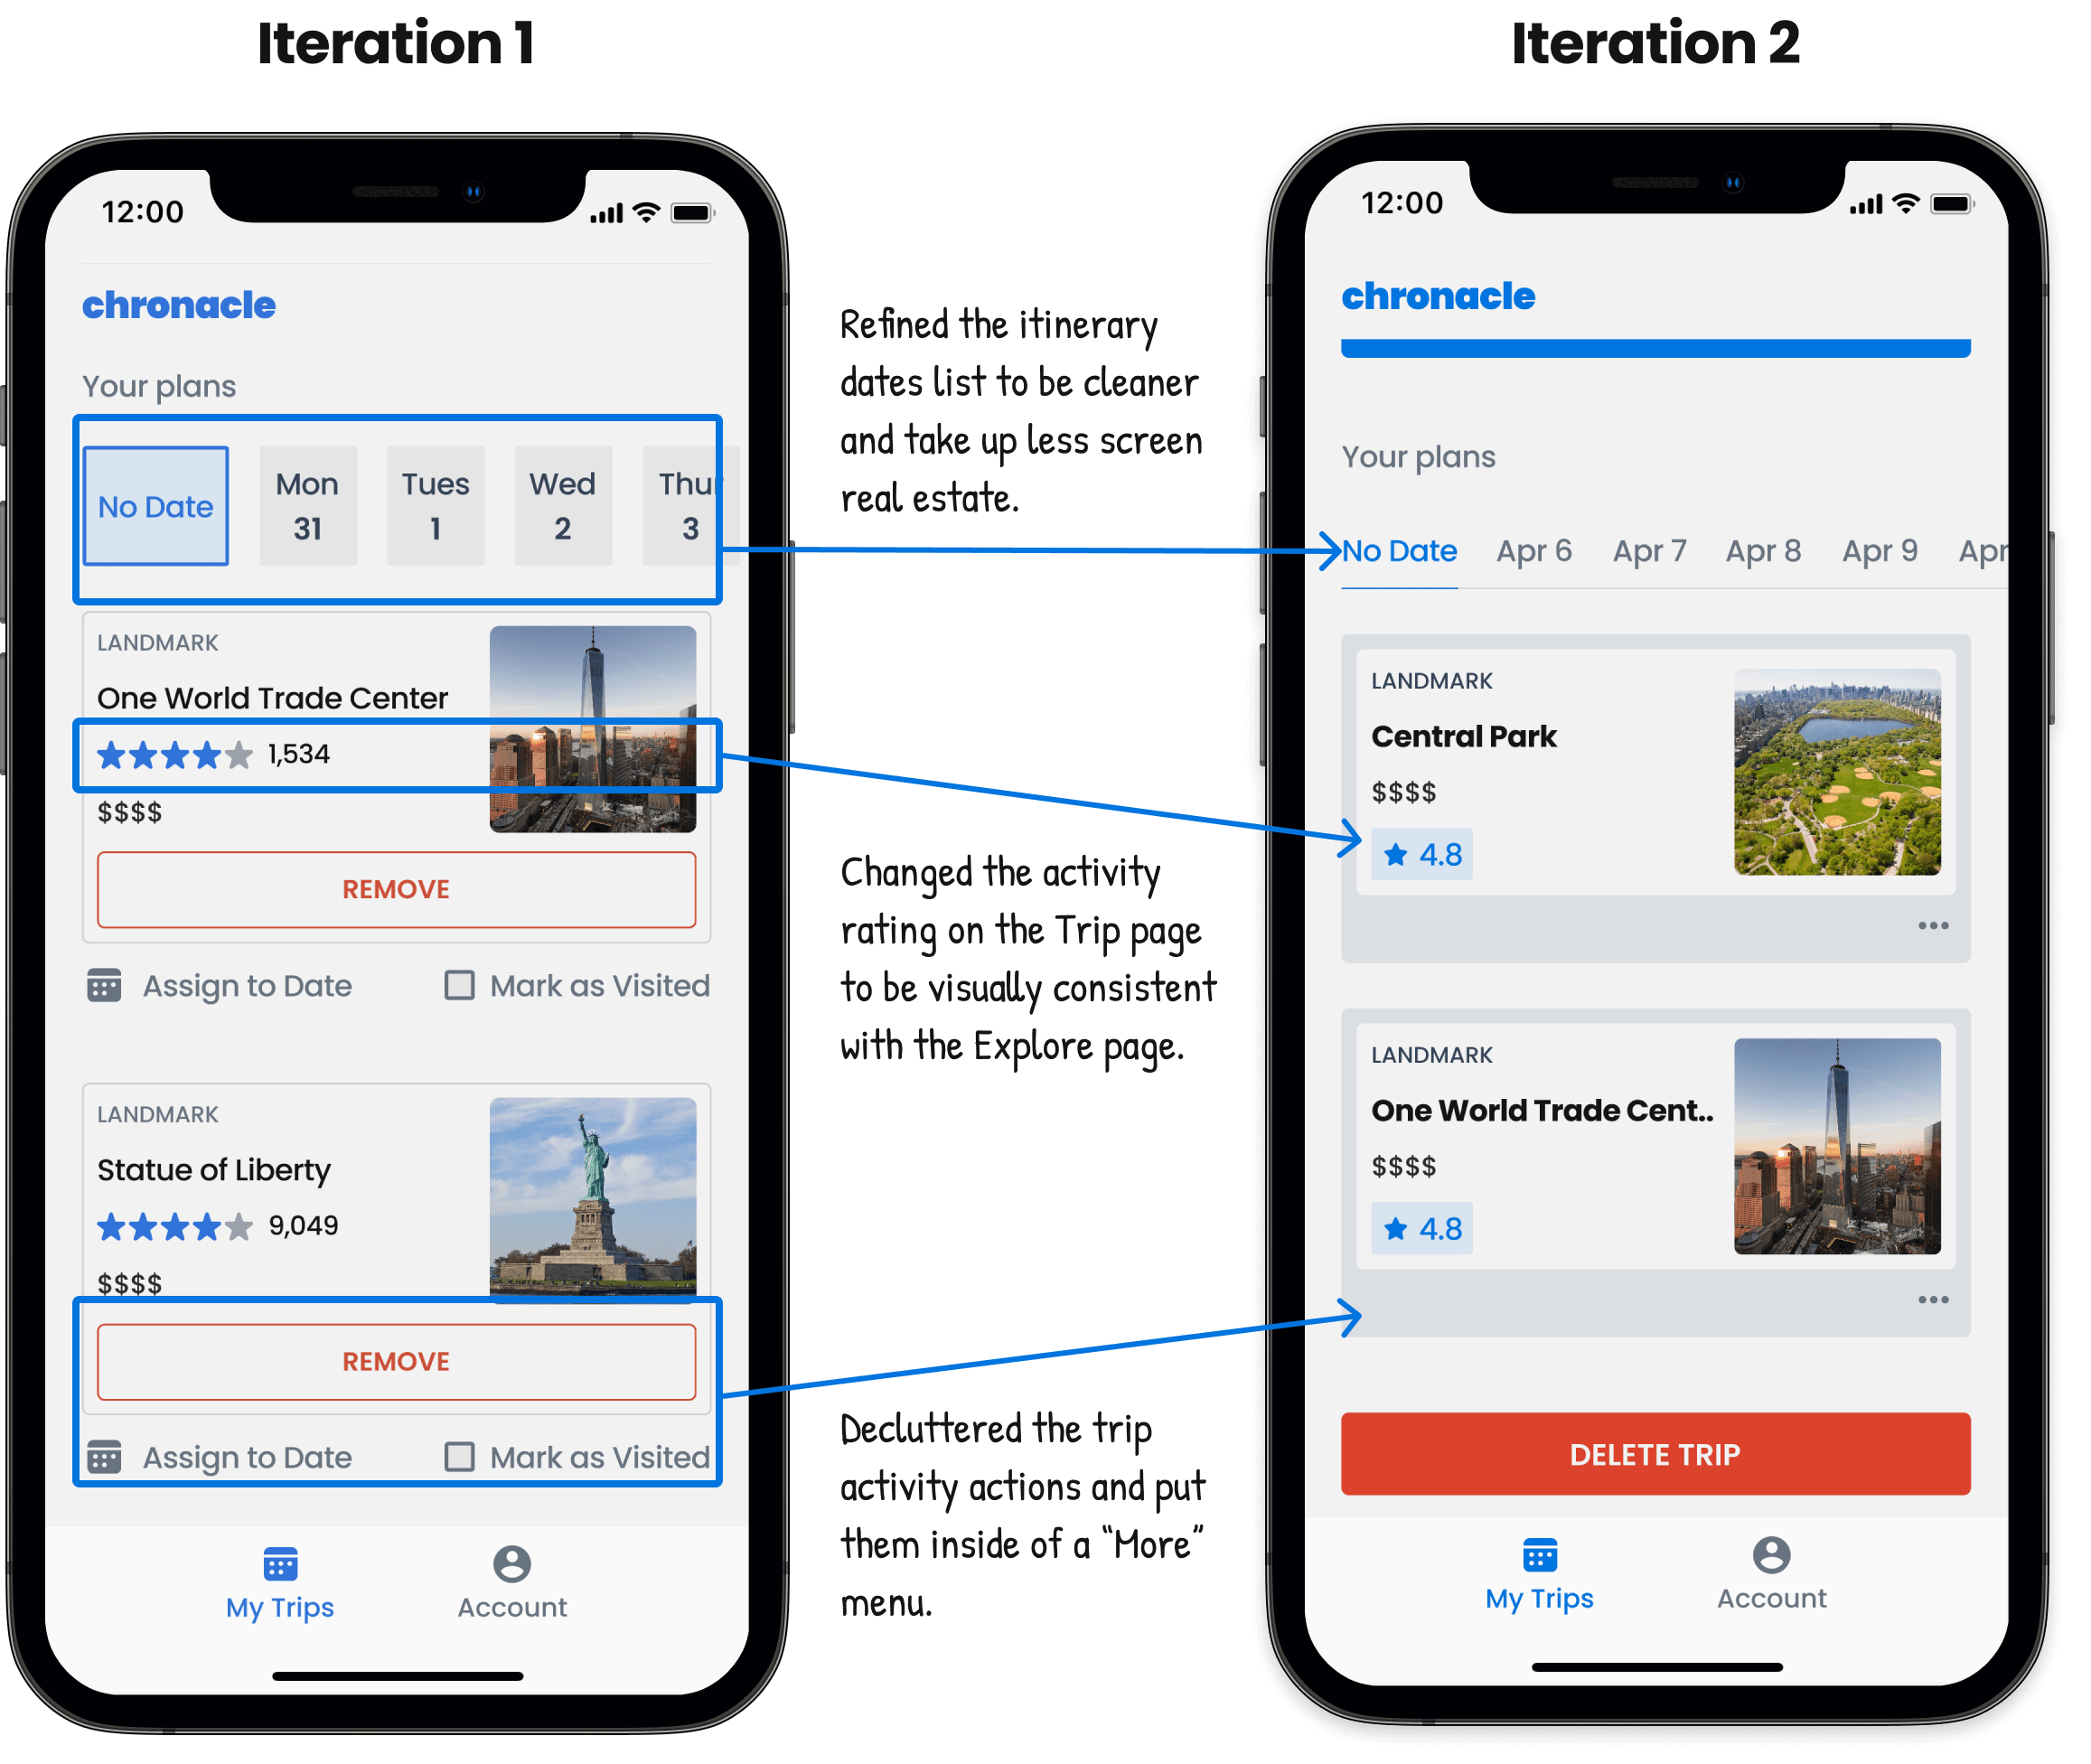 Iteration 1
12:00
chronacle
Your plans
No Date
Mon
31
Tues
1
Wed
2
Thur
3
LANDMARK
One World Trade Center
1,534
$$$$
REMOVE
Assign to Date
Mark as Visited
LANDMARK
Statue of Liberty
9,049
$$$$
REMOVE
Assign to Date
Mark as Visited
My Trips
Account
Refined the itinerary
dates list to be cleaner
and take up less screen
real estate.
Changed the activity
rating on the Trip page
to be visually consistent
with the Explore page.
Decluttered the trip
activity actions and put
them inside of a “More”
menu.
Iteration 2
12:00
chronacle
Your plans
No Date
Apr 6
Apr 7
Apr 8
Apr 9
Apr
LANDMARK
Central Park
$$$$
4.8
LANDMARK
One World Trade Cent..
$$$$
4.8
DELETE TRIP
My Trips
Account